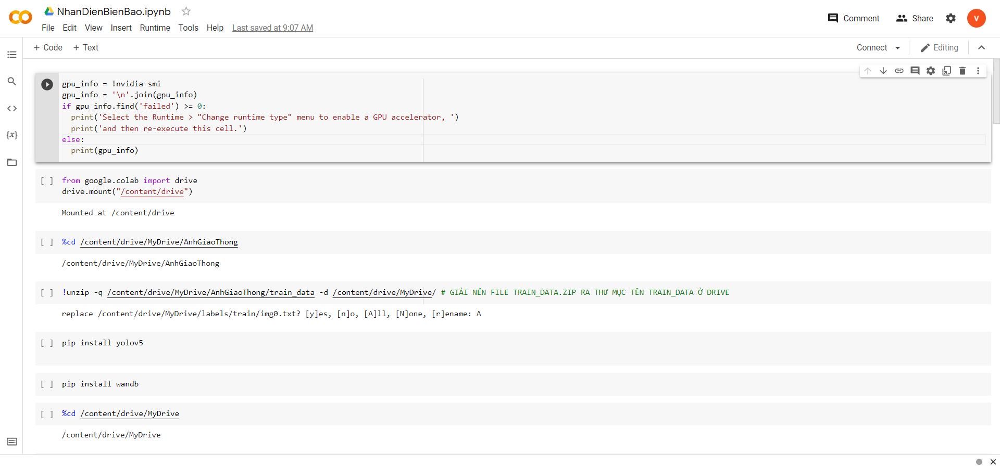 NhanDienBienBao.ipynb
File Edit View Insert Runtime Tools Help Last saved at 9:07 AM
Comment Share V
+ Code + Text Connect Editing
gpu_info = !nvidia-smi
gpu_info = '\n'.join(gpu_info)
if gpu_info.find('failed') >= 0:
  print('Select the Runtime > "Change runtime type" menu to enable a GPU accelerator, ')
  print('and then re-execute this cell.')
else:
  print(gpu_info)
[ ] from google.colab import drive
drive.mount("/content/drive")
Mounted at /content/drive
[ ] %cd /content/drive/MyDrive/AnhGiaoThong
/content/drive/MyDrive/AnhGiaoThong
[ ] !unzip -q /content/drive/MyDrive/AnhGiaoThong/train_data -d /content/drive/MyDrive/ # GIẢI NÉN FILE TRAIN_DATA.ZIP RA THƯ MỤC TÊN TRAIN_DATA Ở DRIVE
replace /content/drive/MyDrive/labels/train/img0.txt? [y]es, [n]o, [A]ll, [N]one, [r]ename: A
[ ] pip install yolov5
[ ] pip install wandb
[ ] %cd /content/drive/MyDrive
/content/drive/MyDrive